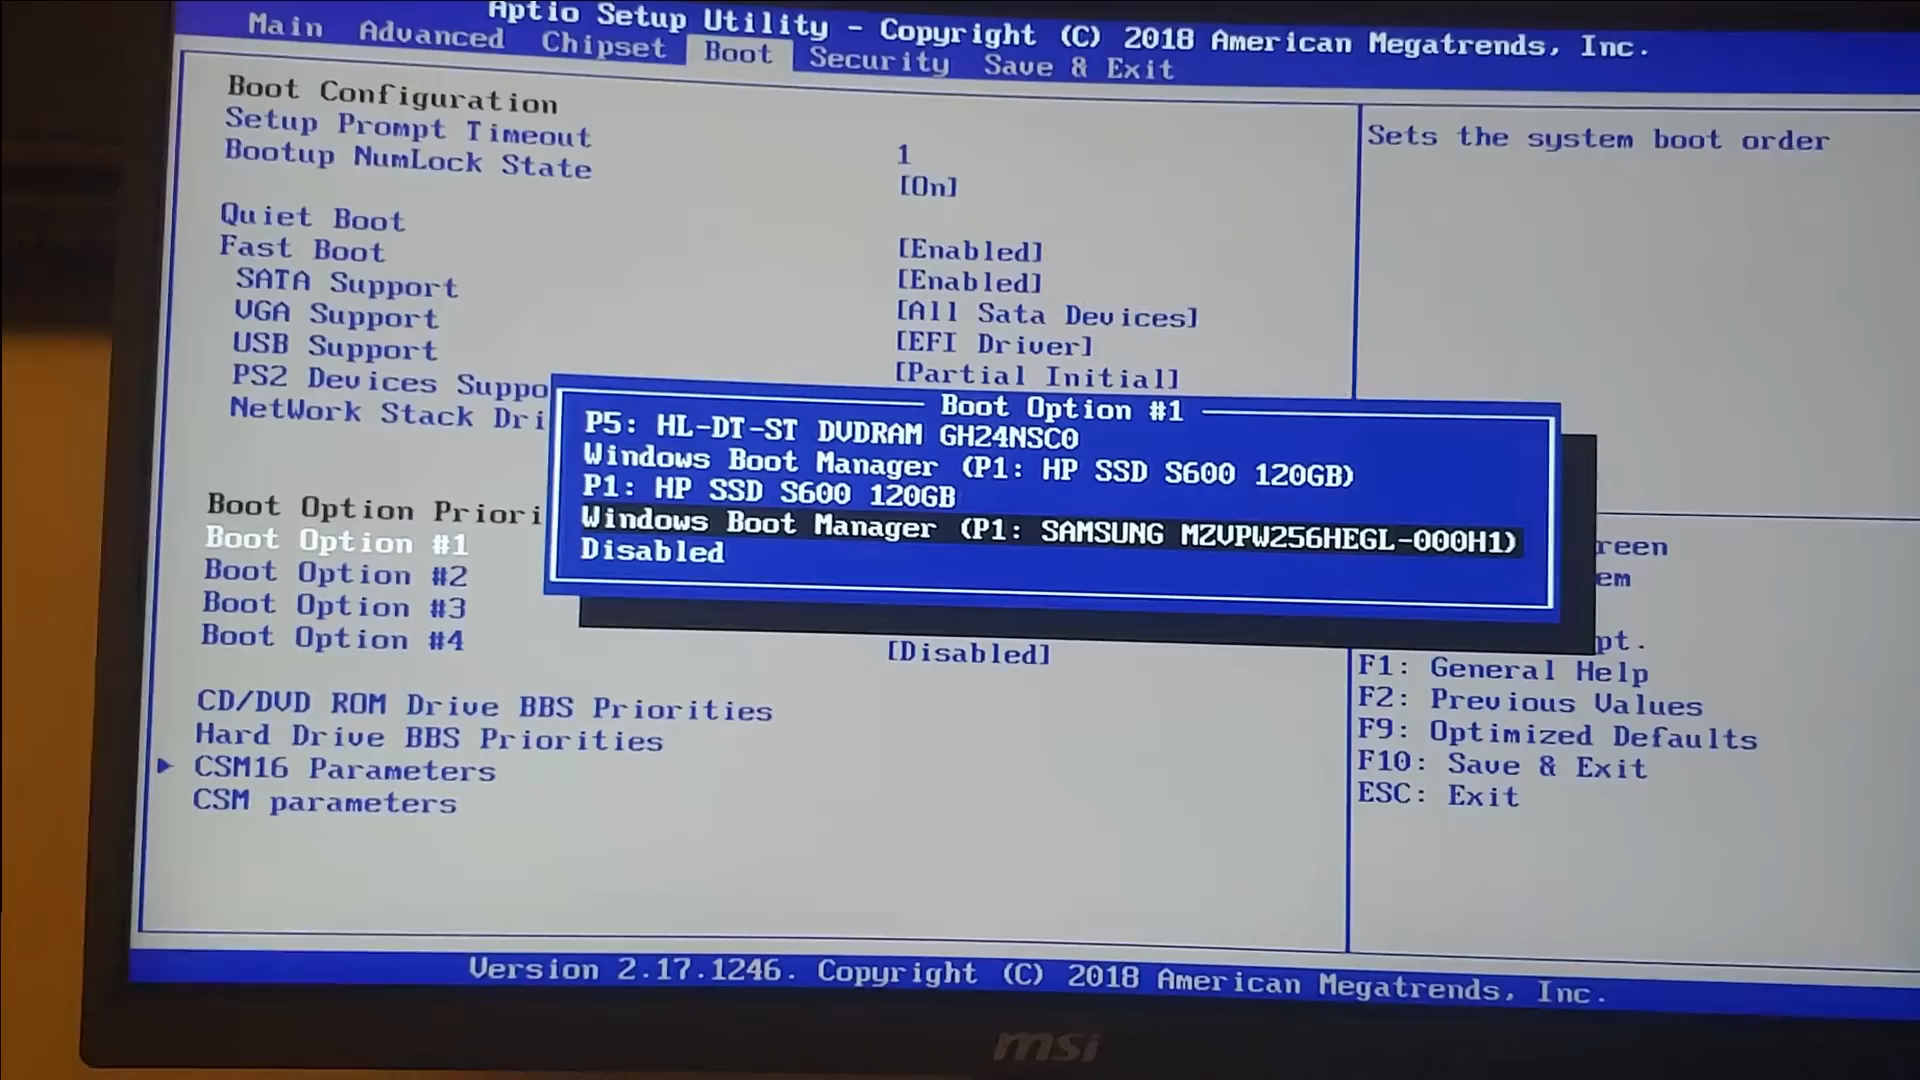 Aptio Setup Utility - Copyright (C) 2018 American Megatrends, Inc.
Main Advanced Chipset Boot Security Save & Exit
Boot Configuration
Setup Prompt Timeout 1
Bootup NumLock State [On]
Quiet Boot [Enabled]
Fast Boot [Enabled]
SATA Support [All Sata Devices]
VGA Support [EFI Driver]
USB Support [Partial Initial]
PS2 Devices Suppo
NetWork Stack Dri
Boot Option Priori
Boot Option #1
Boot Option #2
Boot Option #3
Boot Option #4 [Disabled]
CD/DVD ROM Drive BBS Priorities
Hard Drive BBS Priorities
CSM16 Parameters
CSM parameters
Boot Option #1
P5: HL-DT-ST DVDRAM GH24NSC0
Windows Boot Manager (P1: HP SSD S600 120GB)
P1: HP SSD S600 120GB
Windows Boot Manager (P1: SAMSUNG MZVPW256HEGL-000H1)
Disabled
Sets the system boot order
reen
em
pt.
F1: General Help
F2: Previous Values
F9: Optimized Defaults
F10: Save & Exit
ESC: Exit
Version 2.17.1246. Copyright (C) 2018 American Megatrends, Inc.
msi